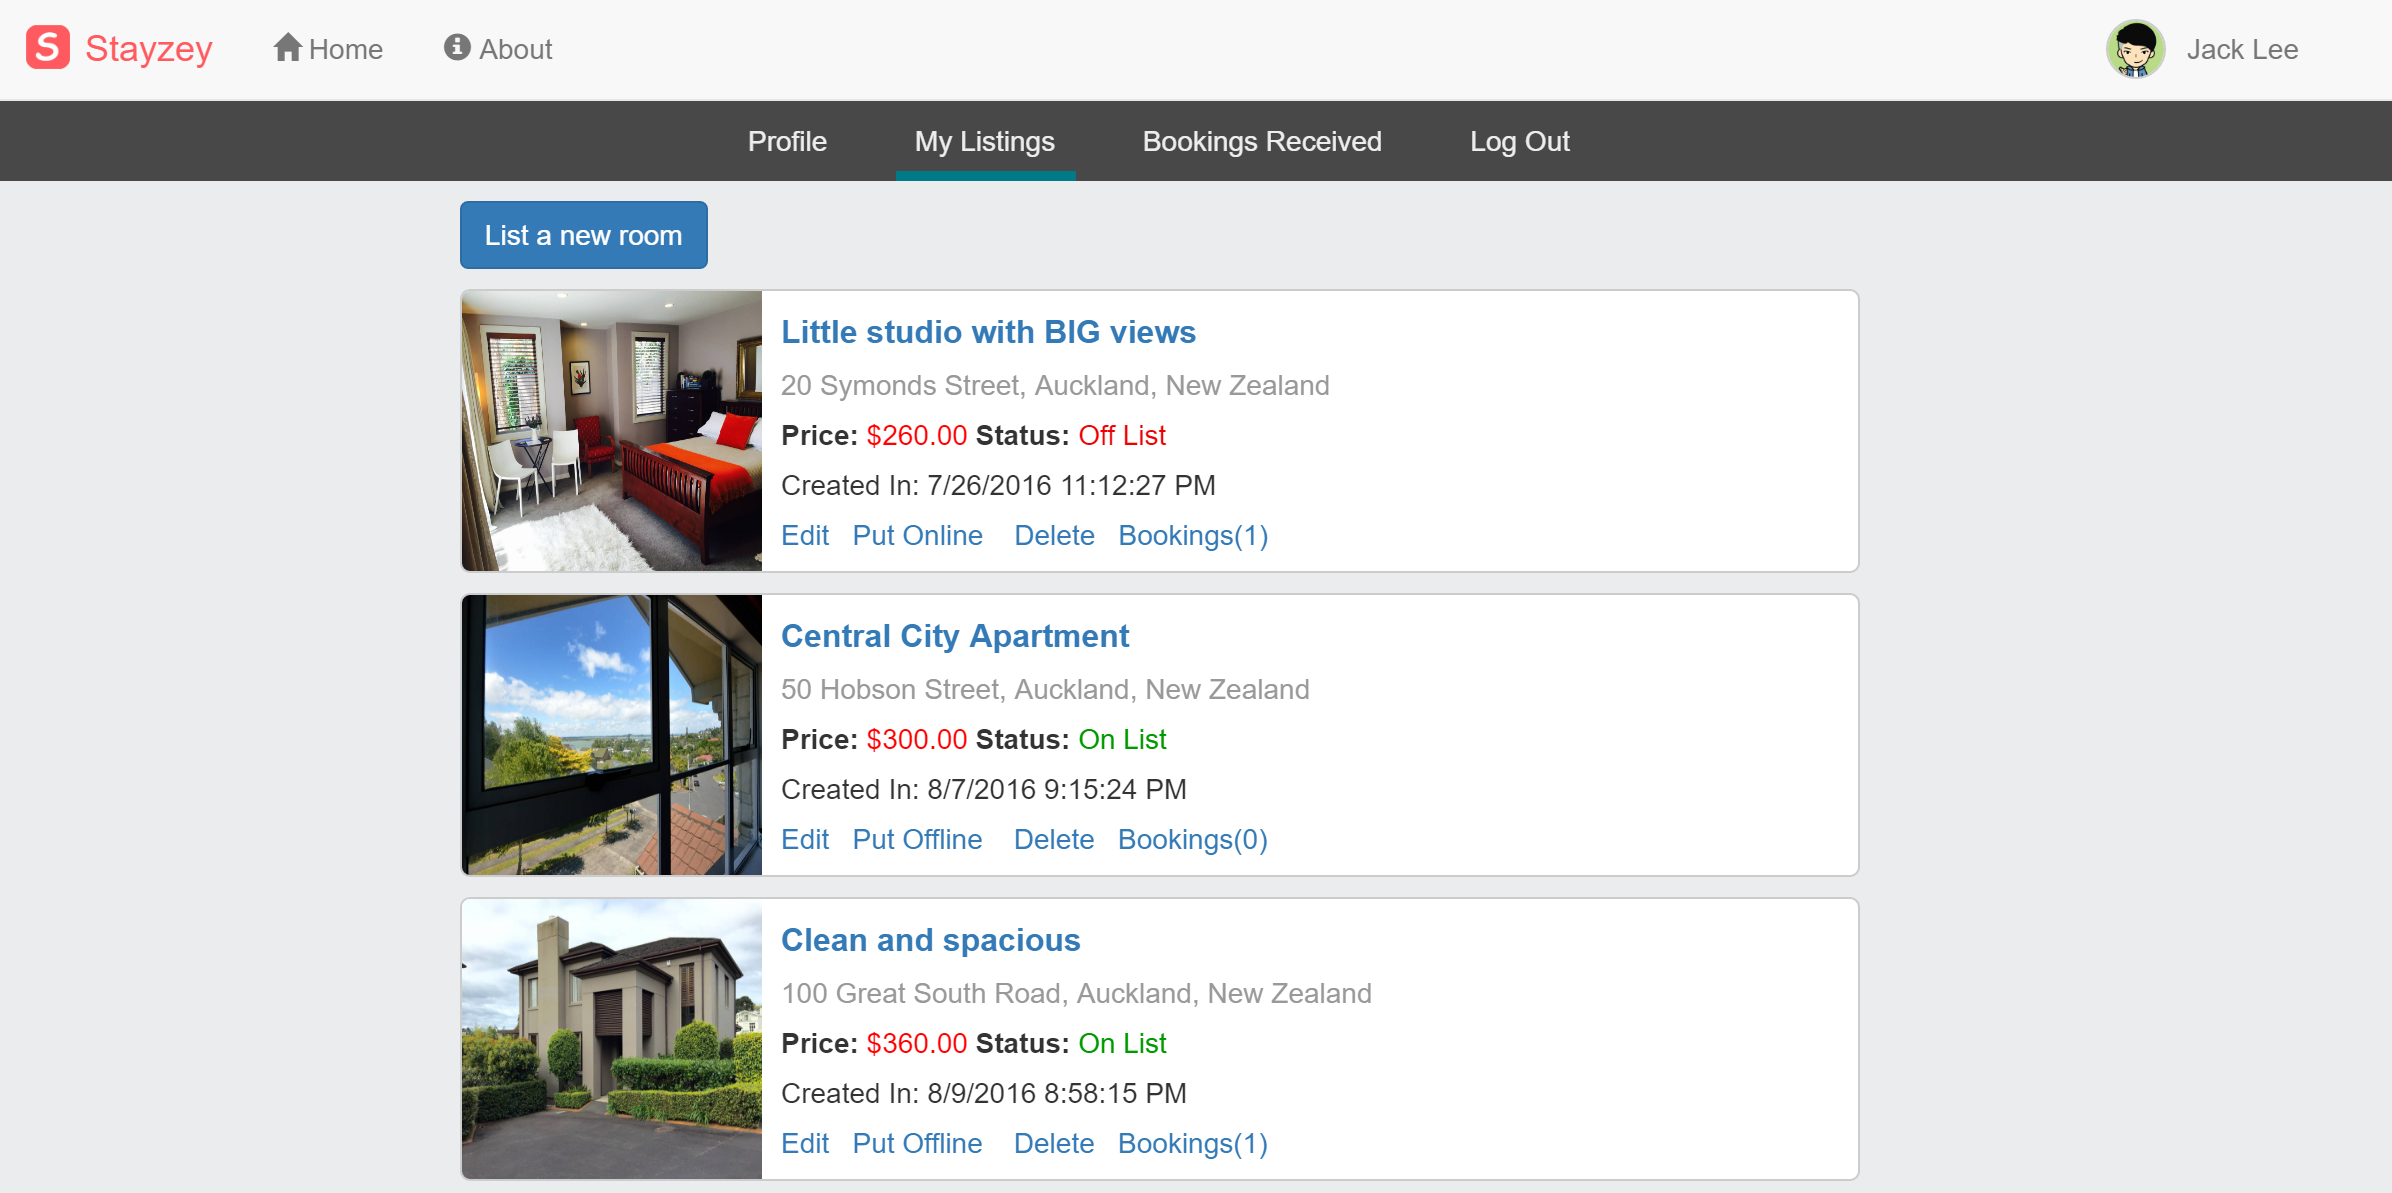 S Stayzey Home About Jack Lee
Profile My Listings Bookings Received Log Out
List a new room
Little studio with BIG views
20 Symonds Street, Auckland, New Zealand
Price: $260.00 Status: Off List
Created In: 7/26/2016 11:12:27 PM
Edit Put Online Delete Bookings(1)
Central City Apartment
50 Hobson Street, Auckland, New Zealand
Price: $300.00 Status: On List
Created In: 8/7/2016 9:15:24 PM
Edit Put Offline Delete Bookings(0)
Clean and spacious
100 Great South Road, Auckland, New Zealand
Price: $360.00 Status: On List
Created In: 8/9/2016 8:58:15 PM
Edit Put Offline Delete Bookings(1)